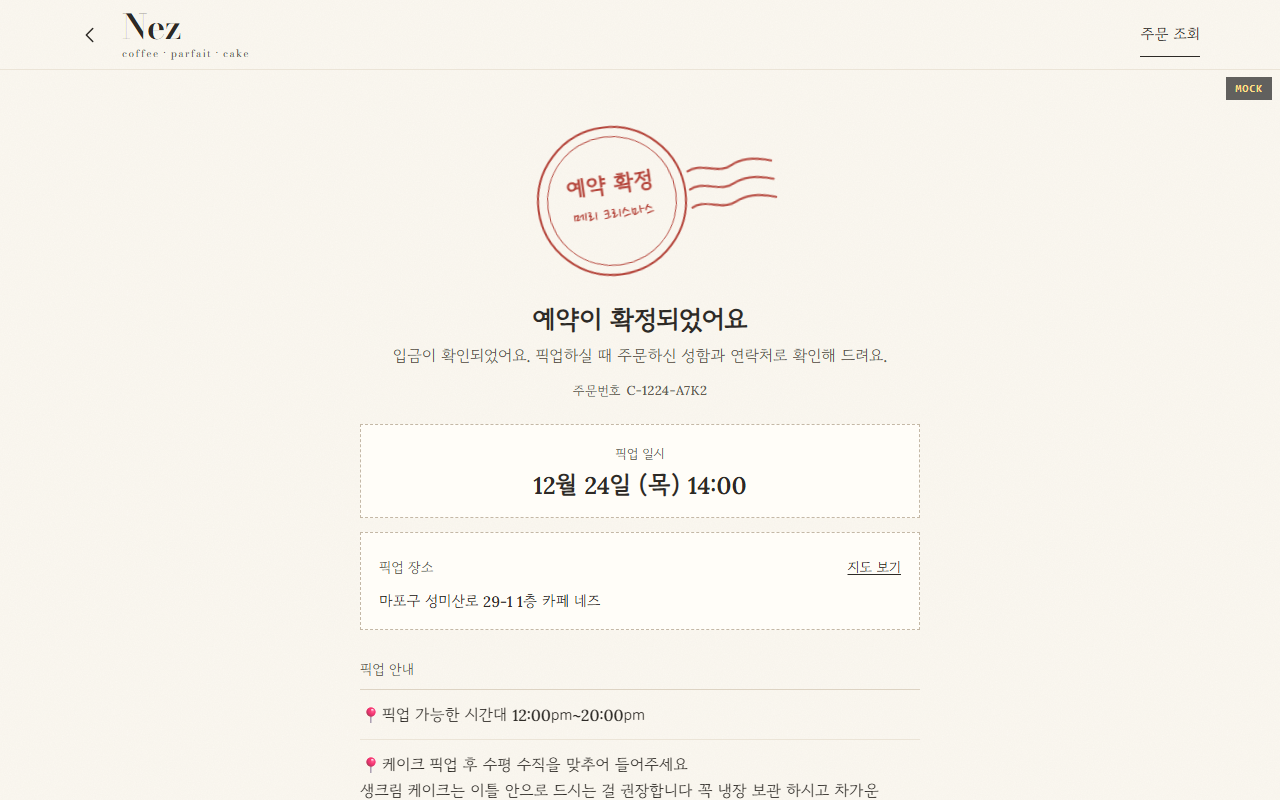 Nez
coffee · parfait · cake
주문 조회
MOCK
예약 확정
메리 크리스마스
예약이 확정되었어요
입금이 확인되었어요. 픽업하실 때 주문하신 성함과 연락처로 확인해 드려요.
주문번호 C-1224-A7K2
픽업 일시
12월 24일 (목) 14:00
픽업 장소
지도 보기
마포구 성미산로 29-1 1층 카페 네즈
픽업 안내
📍픽업 가능한 시간대 12:00pm~20:00pm
📍케이크 픽업 후 수평 수직을 맞추어 들어주세요
생크림 케이크는 이틀 안으로 드시는 걸 권장합니다 꼭 냉장 보관 하시고 차가운